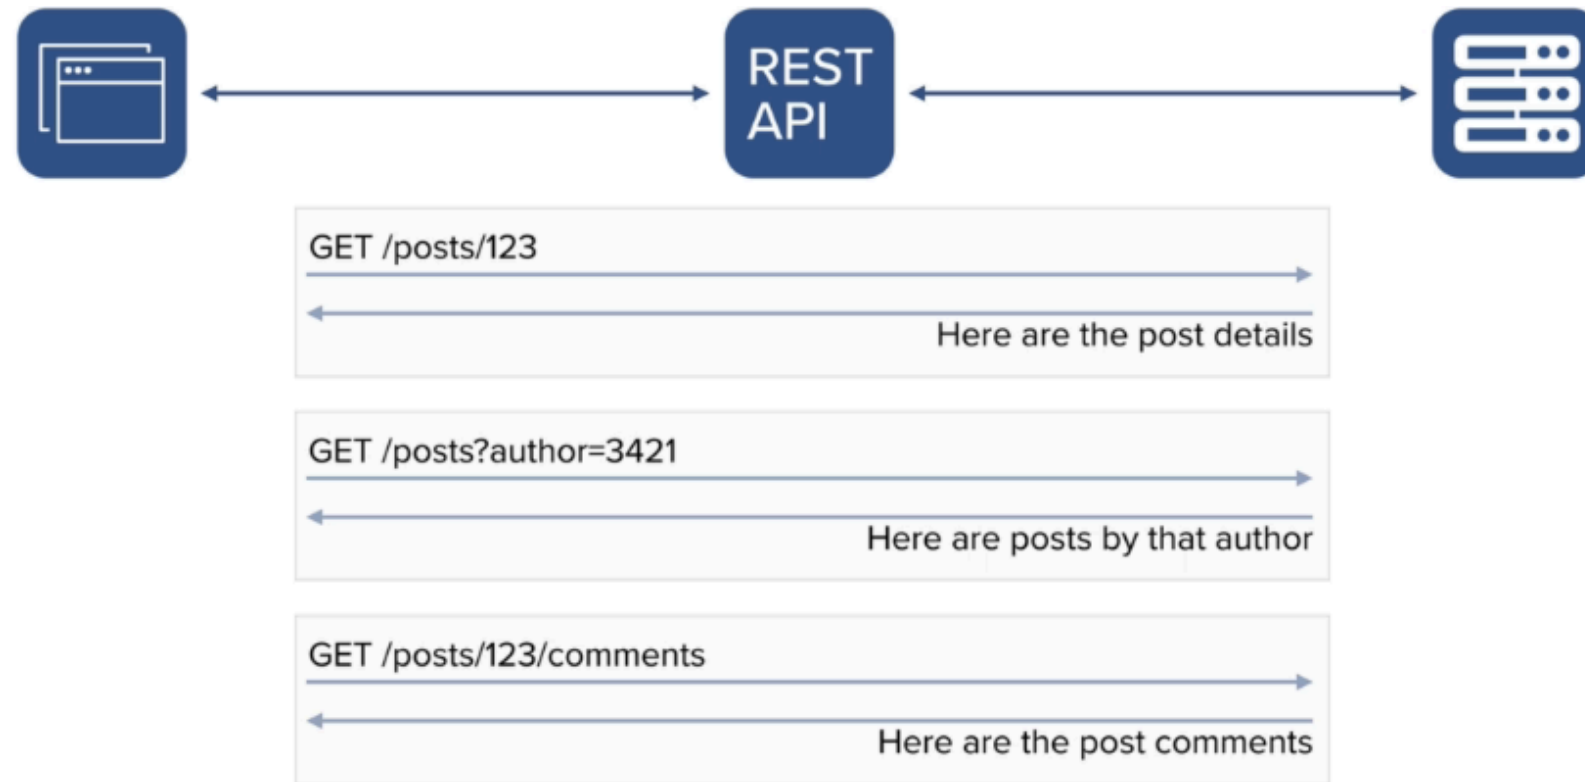 REST
API
GET /posts/123
Here are the post details
GET /posts?author=3421
Here are posts by that author
GET /posts/123/comments
Here are the post comments